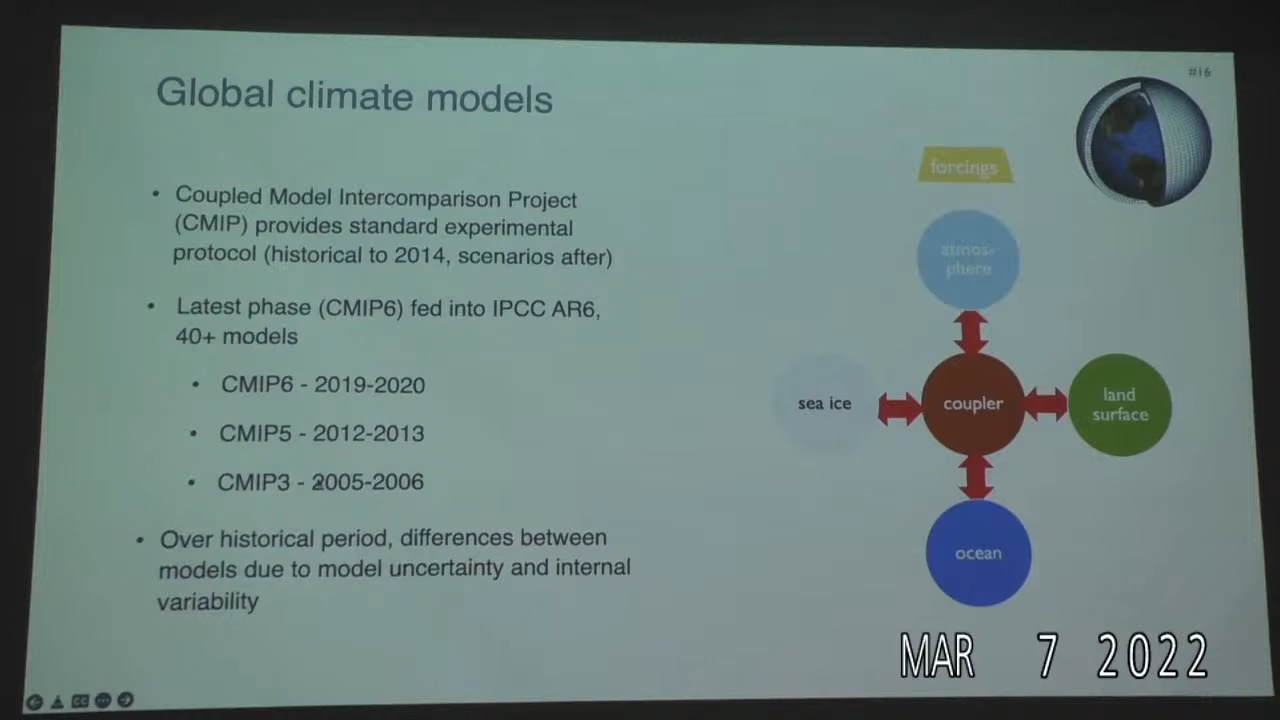 #16
Global climate models
• Coupled Model Intercomparison Project
(CMIP) provides standard experimental
protocol (historical to 2014, scenarios after)
• Latest phase (CMIP6) fed into IPCC AR6,
40+ models
• CMIP6 - 2019-2020
• CMIP5 - 2012-2013
• CMIP3 - 2005-2006
• Over historical period, differences between
models due to model uncertainty and internal
variability
forcings
atmos-
phere
sea ice
coupler
land
surface
ocean
MAR 7 2022
CC